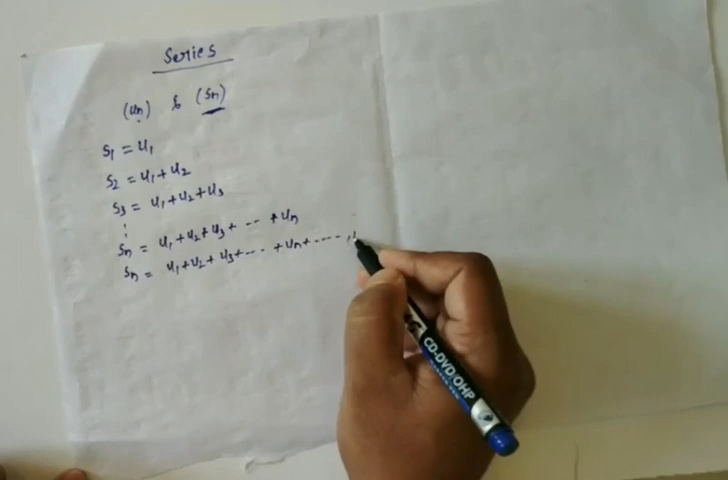 Series
(un) & (sn)
s1 = u1
s2 = u1+u2
s3 = u1+u2+u3
⋮
sn = u1+u2+u3+ -- +un
sn = u1+u2+u3+---- +un+-----,
CD-DVD/OHP